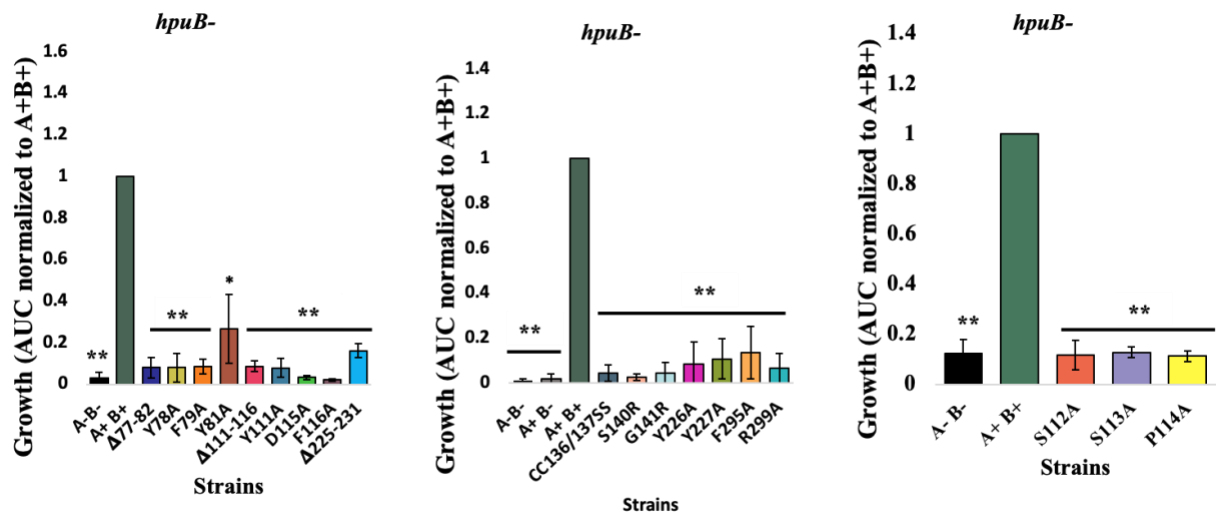 hpuB-
Growth (AUC normalized to A+B+)
1.6
1.4
1.2
1
0.8
0.6
0.4
0.2
0
**
**
*
**
A- B-
A+ B+
Δ77-82
Y78A
F79A
Y81A
Δ111-116
Y111A
D115A
F116A
Δ225-231
Strains
hpuB-
Growth (AUC normalized to A+B+)
1.4
1.2
1
0.8
0.6
0.4
0.2
0
**
**
A- B-
A+ B-
A+ B+
CC136/137SS
S140R
G141R
Y226A
Y227A
F295A
R299A
Strains
hpuB-
Growth (AUC normalized to A+B+)
1.4
1.2
1
0.8
0.6
0.4
0.2
0
**
**
A- B-
A+ B+
S112A
S113A
P114A
Strains